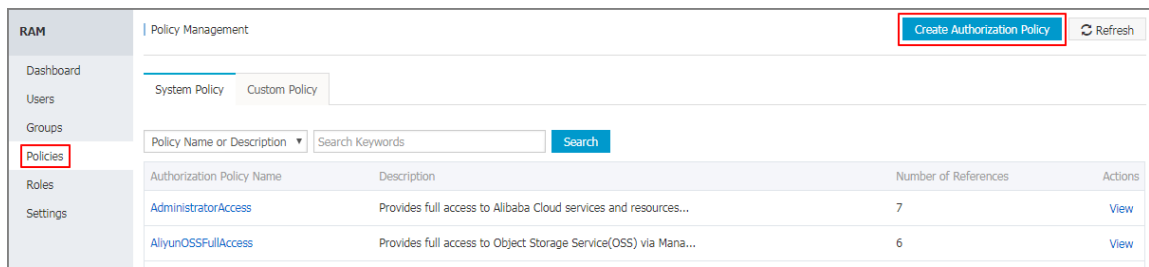 RAM
Policy Management
Create Authorization Policy
Refresh
Dashboard
Users
Groups
Policies
Roles
Settings
System Policy
Custom Policy
Policy Name or Description
Search Keywords
Search
Authorization Policy Name
Description
Number of References
Actions
AdministratorAccess
Provides full access to Alibaba Cloud services and resources...
7
View
AliyunOSSFullAccess
Provides full access to Object Storage Service(OSS) via Mana...
6
View